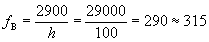 f_B = 2900/h = 29000/100 = 290 ≈ 315